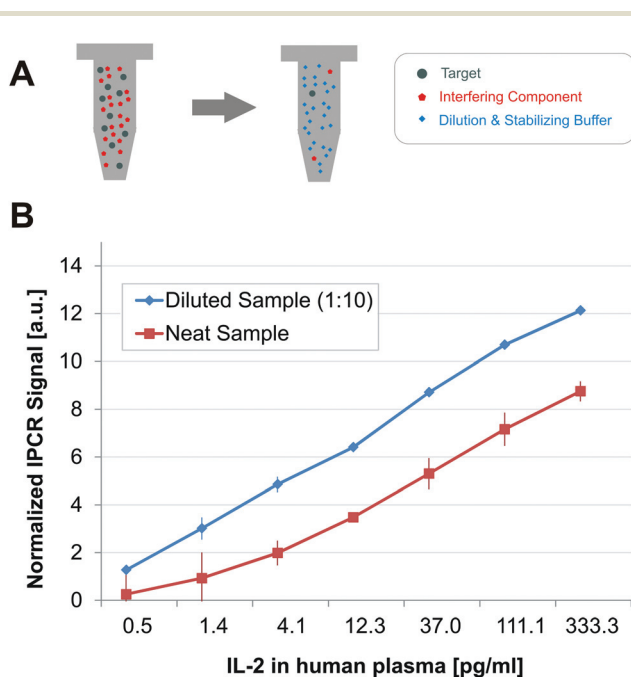 A
Target
Interfering Component
Dilution & Stabilizing Buffer
B
Normalized IPCR Signal [a.u.]
14
12
10
8
6
4
2
0
Diluted Sample (1:10)
Neat Sample
0.5 1.4 4.1 12.3 37.0 111.1 333.3
IL-2 in human plasma [pg/ml]